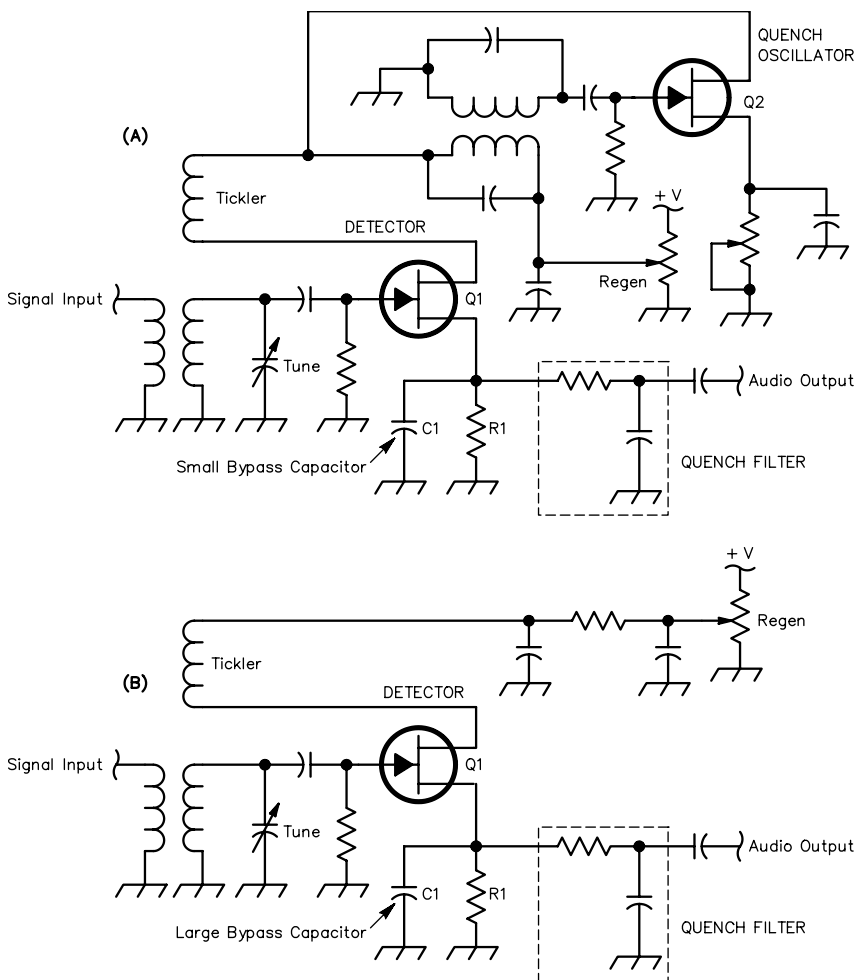 QUENCH
OSCILLATOR
Q2
(A)
Tickler
+ V
DETECTOR
Regen
Signal Input
Q1
Tune
Audio Output
C1
R1
Small Bypass Capacitor
QUENCH FILTER
+ V
Regen
Tickler
(B)
DETECTOR
Signal Input
Q1
Tune
Audio Output
C1
R1
Large Bypass Capacitor
QUENCH FILTER